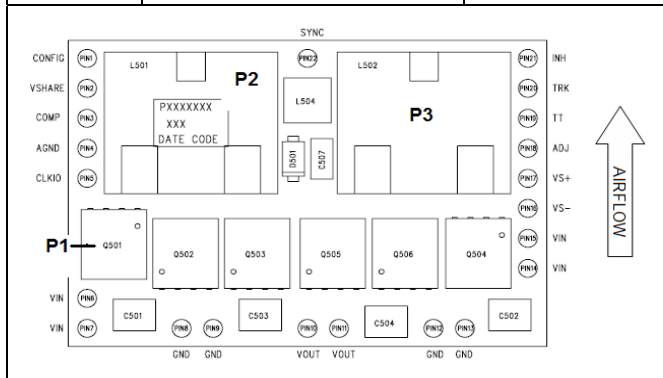 SYNC
CONFIG PIN1 L501 P2 PIN22 L502 PIN21 INH
VSHARE PIN2 L504 P3 PIN20 TRK
PXXXXXXX
COMP PIN3 XXX PIN19 TT
DATE CODE
AGND PIN4 D501 C507 PIN18 ADJ
CLKIO PIN5 PIN17 VS+
PIN16 VS-
P1 Q501 Q502 Q503 Q505 Q506 Q504 PIN15 VIN
PIN14 VIN
VIN PIN6
C501 C503 C504 C502
VIN PIN7 PIN8 PIN9 PIN10 PIN11 PIN12 PIN13
GND GND VOUT VOUT GND GND
AIRFLOW